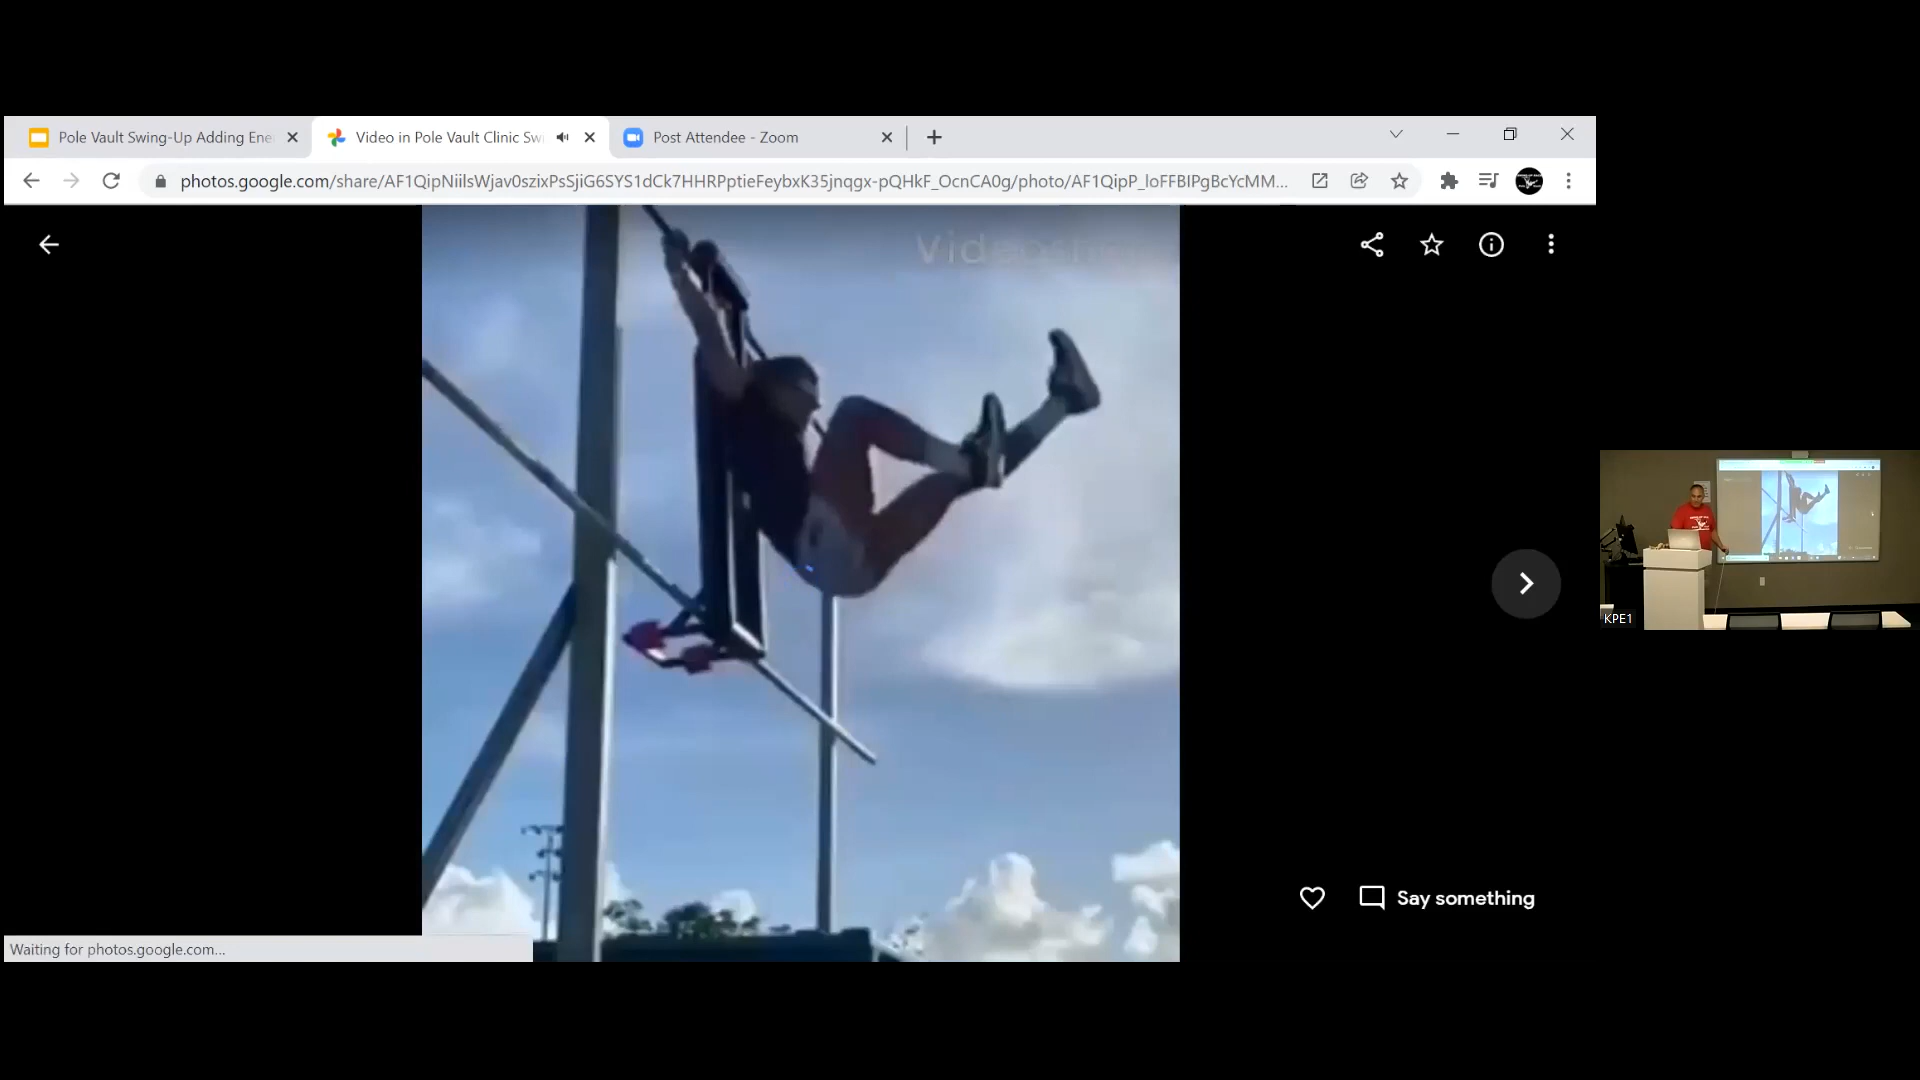 Pole Vault Swing-Up Adding Ene
Video in Pole Vault Clinic Sw
Post Attendee - Zoom
photos.google.com/share/AF1QipNiilsWjav0szixPsSjiG6SYS1dCk7HHRPptieFeybxK35jnqgx-pQHkF_OcnCA0g/photo/AF1QipP_loFFBIPgBcYcMM...
Say something
Waiting for photos.google.com...
KPE1